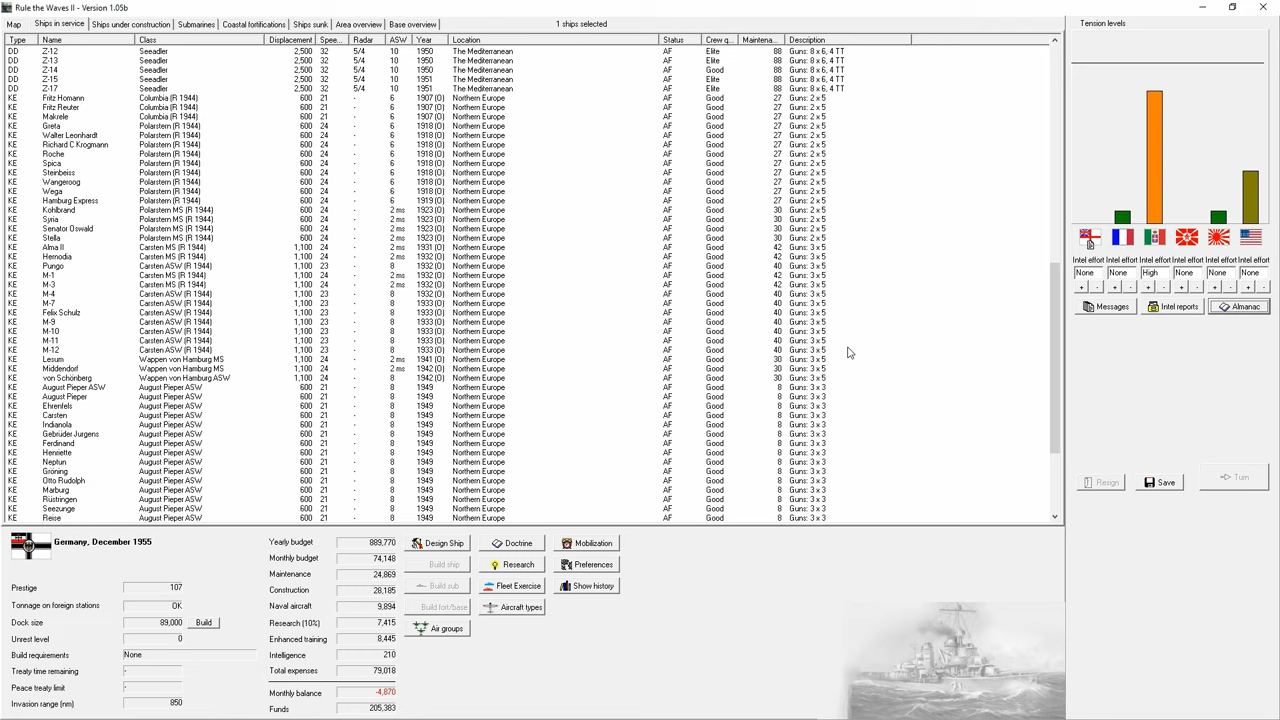 Rule the Waves II - Version 1.05b
Map Ships in service Ships under construction Submarines Coastal fortifications Ships sunk Area overview Base overview 1 ships selected
Type Name Class Displacement Spee... Radar ASW Year Location Status Crew q... Maintena... Description
DD Z-12 Seeadler 2,500 32 5/4 10 1950 The Mediterranean AF Elite 88 Guns: 8 x 6, 4 TT
DD Z-13 Seeadler 2,500 32 5/4 10 1950 The Mediterranean AF Elite 88 Guns: 8 x 6, 4 TT
DD Z-14 Seeadler 2,500 32 5/4 10 1950 The Mediterranean AF Good 88 Guns: 8 x 6, 4 TT
DD Z-15 Seeadler 2,500 32 5/4 10 1951 The Mediterranean AF Elite 88 Guns: 8 x 6, 4 TT
DD Z-17 Seeadler 2,500 32 5/4 10 1951 The Mediterranean AF Elite 88 Guns: 8 x 6, 4 TT
KE Fritz Homann Columbia (R 1944) 600 21 - 6 1907 (O) Northern Europe AF Good 27 Guns: 2 x 5
KE Fritz Reuter Columbia (R 1944) 600 21 - 6 1907 (O) Northern Europe AF Good 27 Guns: 2 x 5
KE Makrele Columbia (R 1944) 600 21 - 6 1907 (O) Northern Europe AF Good 27 Guns: 2 x 5
KE Greta Polarstern (R 1944) 600 24 - 6 1918 (O) Northern Europe AF Good 27 Guns: 2 x 5
KE Walter Leonhardt Polarstern (R 1944) 600 24 - 6 1918 (O) Northern Europe AF Good 27 Guns: 2 x 5
KE Richard C Krogmann Polarstern (R 1944) 600 24 - 6 1918 (O) Northern Europe AF Good 27 Guns: 2 x 5
KE Roche Polarstern (R 1944) 600 24 - 6 1918 (O) Northern Europe AF Good 27 Guns: 2 x 5
KE Spica Polarstern (R 1944) 600 24 - 6 1918 (O) Northern Europe AF Good 27 Guns: 2 x 5
KE Steinbeiss Polarstern (R 1944) 600 24 - 6 1918 (O) Northern Europe AF Good 27 Guns: 2 x 5
KE Wangeroog Polarstern (R 1944) 600 24 - 6 1918 (O) Northern Europe AF Good 27 Guns: 2 x 5
KE Wega Polarstern (R 1944) 600 24 - 6 1918 (O) Northern Europe AF Good 27 Guns: 2 x 5
KE Hamburg Express Polarstern (R 1944) 600 24 - 6 1919 (O) Northern Europe AF Good 27 Guns: 2 x 5
KE Kohlbrand Polarstern MS (R 1944) 600 24 - 2 ms 1923 (O) Northern Europe AF Good 30 Guns: 2 x 5
KE Syria Polarstern MS (R 1944) 600 24 - 2 ms 1923 (O) Northern Europe AF Good 30 Guns: 2 x 5
KE Senator Oswald Polarstern MS (R 1944) 600 24 - 2 ms 1923 (O) Northern Europe AF Good 30 Guns: 2 x 5
KE Stella Polarstern MS (R 1944) 600 24 - 2 ms 1923 (O) Northern Europe AF Good 30 Guns: 2 x 5
KE Alma II Carsten MS (R 1944) 1,100 24 - 2 ms 1931 (O) Northern Europe AF Good 42 Guns: 3 x 5
KE Hernodia Carsten MS (R 1944) 1,100 24 - 2 ms 1932 (O) Northern Europe AF Good 42 Guns: 3 x 5
KE Pungo Carsten ASW (R 1944) 1,100 23 - 8 1932 (O) Northern Europe AF Good 40 Guns: 3 x 5
KE M-1 Carsten MS (R 1944) 1,100 24 - 2 ms 1932 (O) Northern Europe AF Good 42 Guns: 3 x 5
KE M-3 Carsten MS (R 1944) 1,100 24 - 2 ms 1932 (O) Northern Europe AF Good 42 Guns: 3 x 5
KE M-4 Carsten ASW (R 1944) 1,100 23 - 8 1932 (O) Northern Europe AF Good 40 Guns: 3 x 5
KE M-7 Carsten ASW (R 1944) 1,100 23 - 8 1933 (O) Northern Europe AF Good 40 Guns: 3 x 5
KE Felix Schulz Carsten ASW (R 1944) 1,100 23 - 8 1933 (O) Northern Europe AF Good 40 Guns: 3 x 5
KE M-9 Carsten ASW (R 1944) 1,100 23 - 8 1933 (O) Northern Europe AF Good 40 Guns: 3 x 5
KE M-10 Carsten ASW (R 1944) 1,100 23 - 8 1933 (O) Northern Europe AF Good 40 Guns: 3 x 5
KE M-11 Carsten ASW (R 1944) 1,100 23 - 8 1933 (O) Northern Europe AF Good 40 Guns: 3 x 5
KE M-12 Carsten ASW (R 1944) 1,100 23 - 8 1933 (O) Northern Europe AF Good 40 Guns: 3 x 5
KE Lesum Wappen von Hamburg MS 1,100 24 - 2 ms 1941 (O) Northern Europe AF Good 30 Guns: 3 x 5
KE Middendorf Wappen von Hamburg MS 1,100 24 - 2 ms 1942 (O) Northern Europe AF Good 30 Guns: 3 x 5
KE von Schönberg Wappen von Hamburg ASW 1,100 24 - 8 1942 (O) Northern Europe AF Good 30 Guns: 3 x 5
KE August Pieper ASW August Pieper ASW 600 21 - 8 1949 Northern Europe AF Good 8 Guns: 3 x 3
KE August Pieper August Pieper ASW 600 21 - 8 1949 Northern Europe AF Good 8 Guns: 3 x 3
KE Ehrenfels August Pieper ASW 600 21 - 8 1949 Northern Europe AF Good 8 Guns: 3 x 3
KE Carsten August Pieper ASW 600 21 - 8 1949 Northern Europe AF Good 8 Guns: 3 x 3
KE Indianola August Pieper ASW 600 21 - 8 1949 Northern Europe AF Good 8 Guns: 3 x 3
KE Gebrüder Jurgens August Pieper ASW 600 21 - 8 1949 Northern Europe AF Good 8 Guns: 3 x 3
KE Ferdinand August Pieper ASW 600 21 - 8 1949 Northern Europe AF Good 8 Guns: 3 x 3
KE Henriette August Pieper ASW 600 21 - 8 1949 Northern Europe AF Good 8 Guns: 3 x 3
KE Neptun August Pieper ASW 600 21 - 8 1949 Northern Europe AF Good 8 Guns: 3 x 3
KE Gröning August Pieper ASW 600 21 - 8 1949 Northern Europe AF Good 8 Guns: 3 x 3
KE Otto Rudolph August Pieper ASW 600 21 - 8 1949 Northern Europe AF Good 8 Guns: 3 x 3
KE Marburg August Pieper ASW 600 21 - 8 1949 Northern Europe AF Good 8 Guns: 3 x 3
KE Rüstringen August Pieper ASW 600 21 - 8 1949 Northern Europe AF Good 8 Guns: 3 x 3
KE Seezunge August Pieper ASW 600 21 - 8 1949 Northern Europe AF Good 8 Guns: 3 x 3
KE Reise August Pieper ASW 600 21 - 8 1949 Northern Europe AF Good 8 Guns: 3 x 3
Tension levels
Intel effort Intel effort Intel effort Intel effort Intel effort Intel effort
None None High None None None
+ - + - + - + - + - + -
Messages Intel reports Almanac
Resign Save Turn
Germany, December 1955
Prestige 107
Tonnage on foreign stations OK
Dock size 89,000 Build
Unrest level 0
Build requirements None
Treaty time remaining -
Peace treaty limit -
Invasion range (nm) 850
Yearly budget 889,770
Monthly budget 74,148
Maintenance 24,869
Construction 28,185
Naval aircraft 9,894
Research (10%) 7,415
Enhanced training 8,445
Intelligence 210
Total expenses 79,018
Monthly balance -4,870
Funds 205,383
Design Ship Doctrine Mobilization
Build ship Research Preferences
Build sub Fleet Exercise Show history
Build fort/base Aircraft types
Air groups